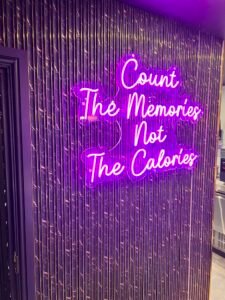 Count
The Memories
Not
The Calories